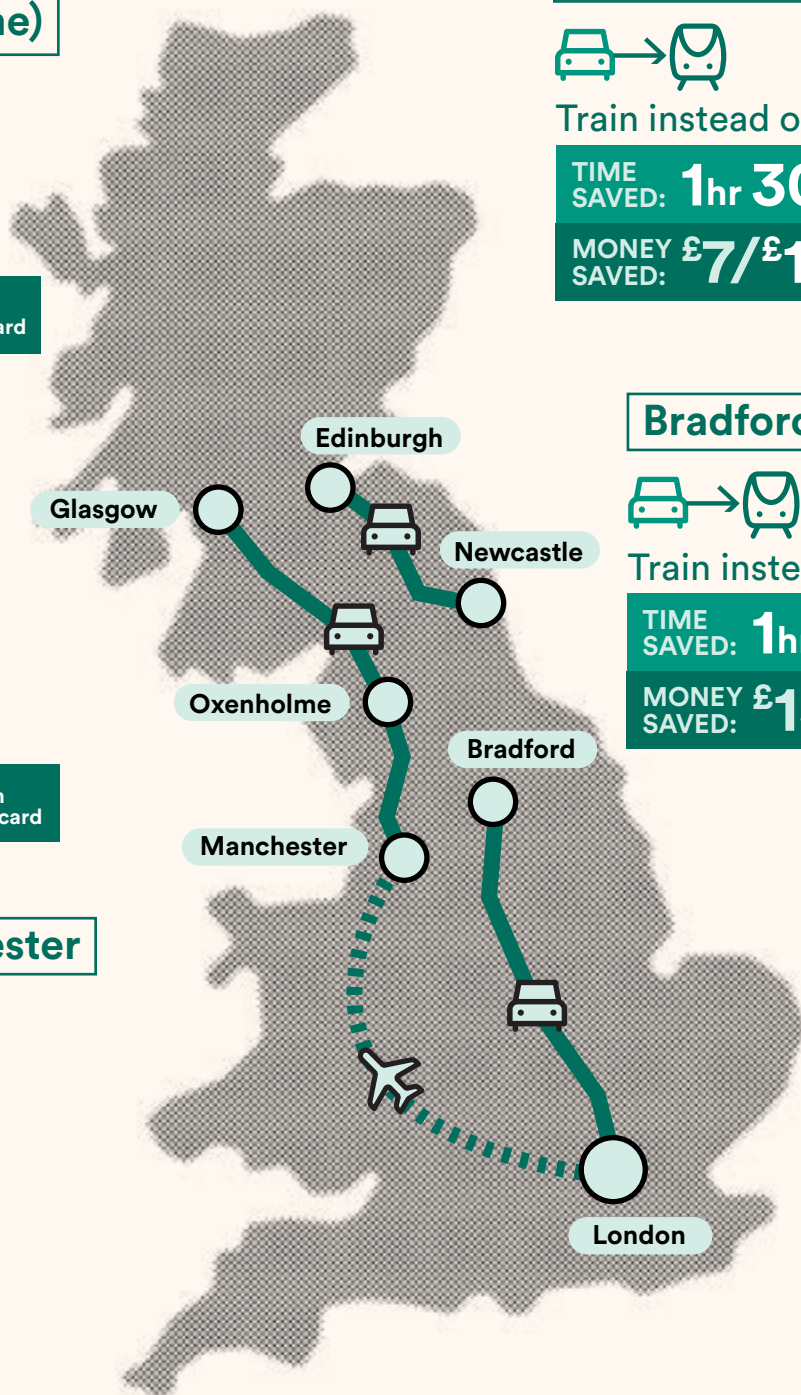 ne)
Train instead o
TIME
SAVED: 1hr 30
MONEY
SAVED: £7/£1
ard
Bradford
Train inste
TIME
SAVED: 1h
MONEY
SAVED: £1
Edinburgh
Glasgow
Newcastle
Oxenholme
Bradford
n
card
Manchester
ester
London